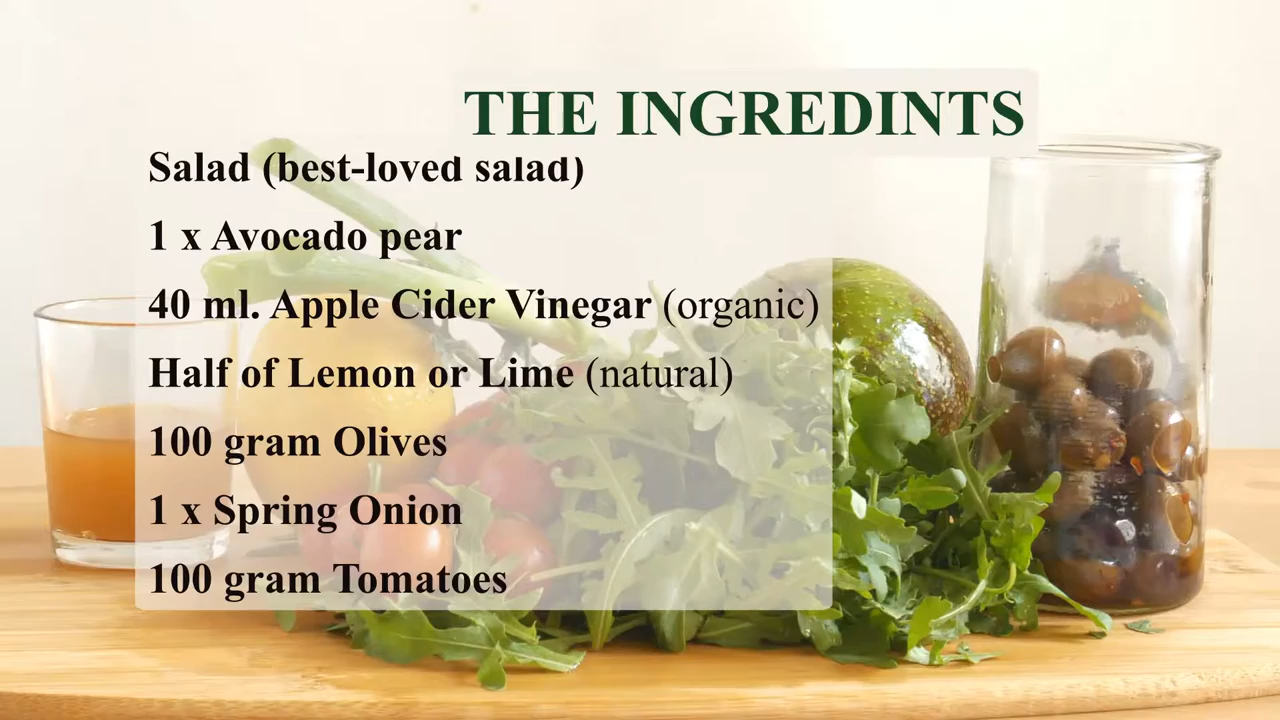 THE INGREDINTS
Salad (best-loved salad)
1 x Avocado pear
40 ml. Apple Cider Vinegar (organic)
Half of Lemon or Lime (natural)
100 gram Olives
1 x Spring Onion
100 gram Tomatoes